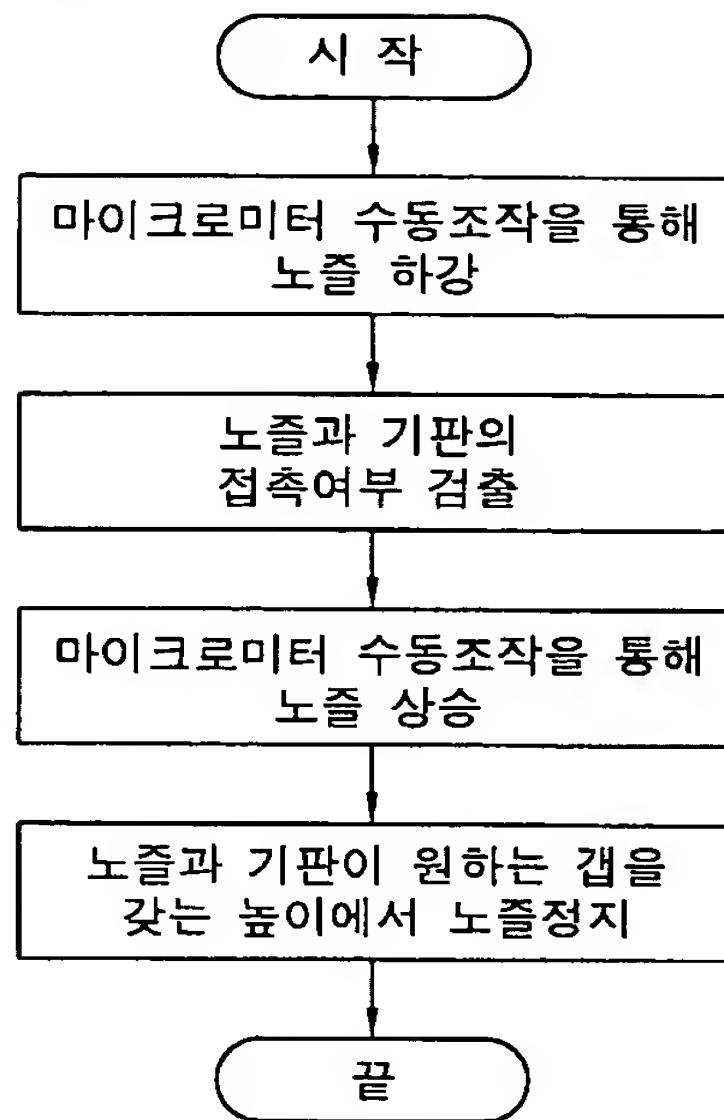 시 작
마이크로미터 수동조작을 통해
노즐 하강
노즐과 기판의
접촉여부 검출
마이크로미터 수동조작을 통해
노즐 상승
노즐과 기판이 원하는 갭을
갖는 높이에서 노즐정지
끝